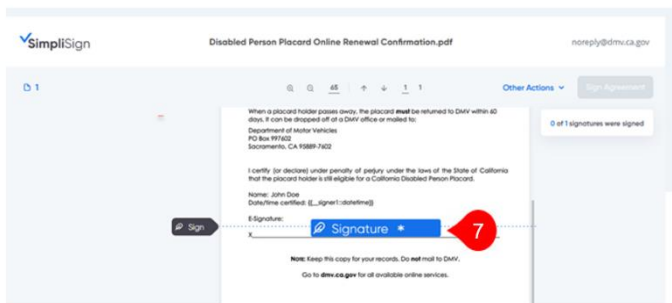 SimpliSign
Disabled Person Placard Online Renewal Confirmation.pdf
noreply@dmv.ca.gov
1
65
1 1
Other Actions
Sign Agreement
When a placard holder passes away, the placard must be returned to DMV within 60
days. It can be dropped off at a DMV office or mailed to:
0 of 1 signatures were signed
Department of Motor Vehicles
PO Box 997602
Sacramento, CA 95889-7602
I certify (or declare) under penalty of perjury under the laws of the State of California
that the placard holder is still eligible for a California Disabled Person Placard.
Name: John Doe
Date/time certified: {{_signer1::datetime}}
E-Signature:
Sign
X
Signature *
7
Note: Keep this copy for your records. Do not mail to DMV.
Go to dmv.ca.gov for all available online services.